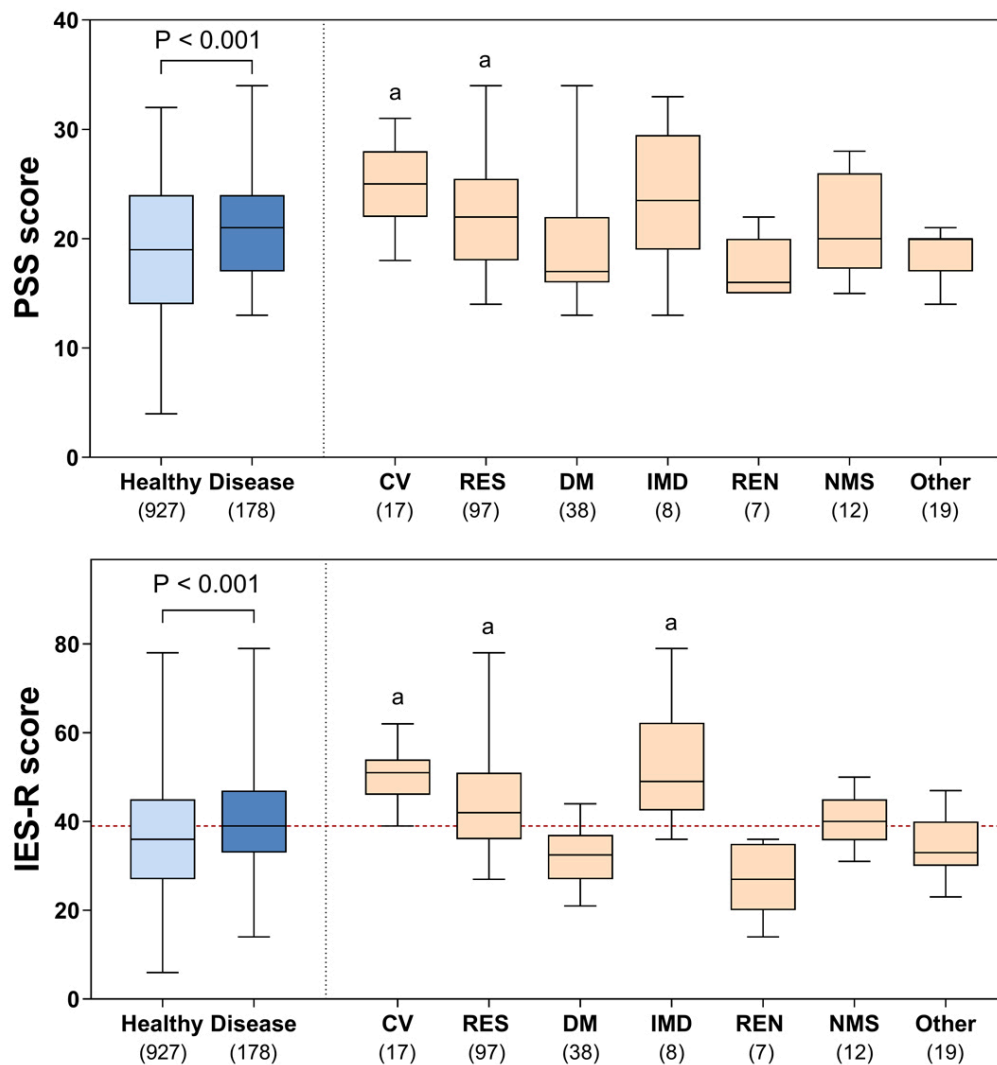 PSS score
40
30
20
10
0
P < 0.001
a
a
Healthy Disease CV RES DM IMD REN NMS Other
(927) (178) (17) (97) (38) (8) (7) (12) (19)
IES-R score
80
60
40
20
0
P < 0.001
a
a
a
Healthy Disease CV RES DM IMD REN NMS Other
(927) (178) (17) (97) (38) (8) (7) (12) (19)